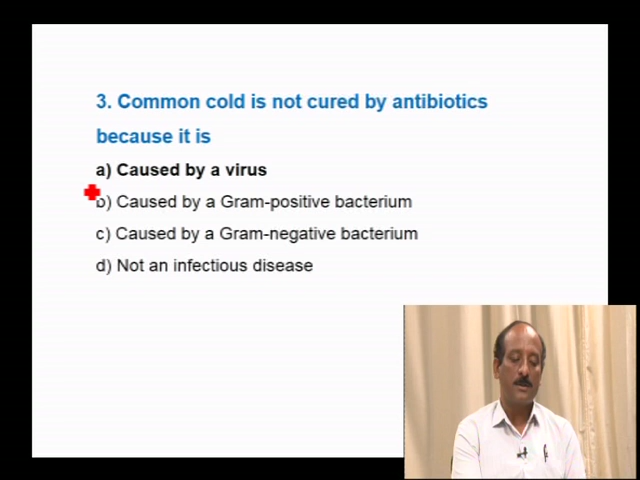 3. Common cold is not cured by antibiotics
because it is
a) Caused by a virus
b) Caused by a Gram-positive bacterium
c) Caused by a Gram-negative bacterium
d) Not an infectious disease